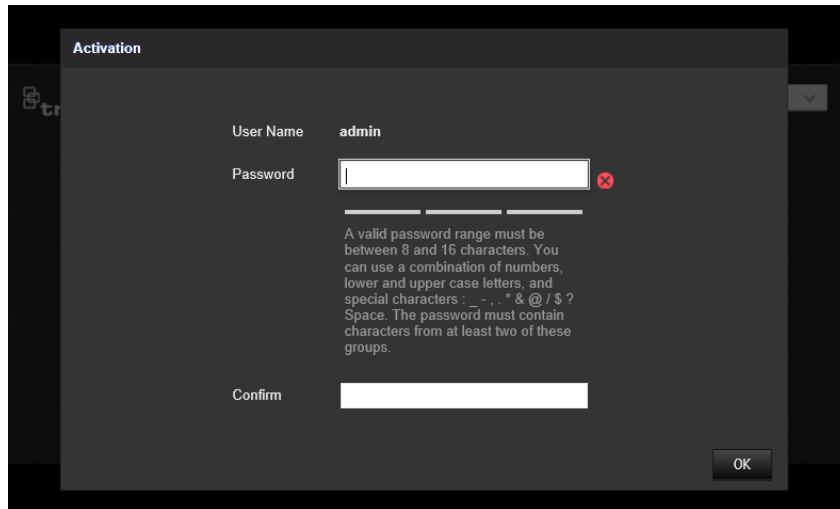 Activation
tr
User Name admin
Password
A valid password range must be
between 8 and 16 characters. You
can use a combination of numbers,
lower and upper case letters, and
special characters : _ - , . * & @ / $ ?
Space. The password must contain
characters from at least two of these
groups.
Confirm
OK